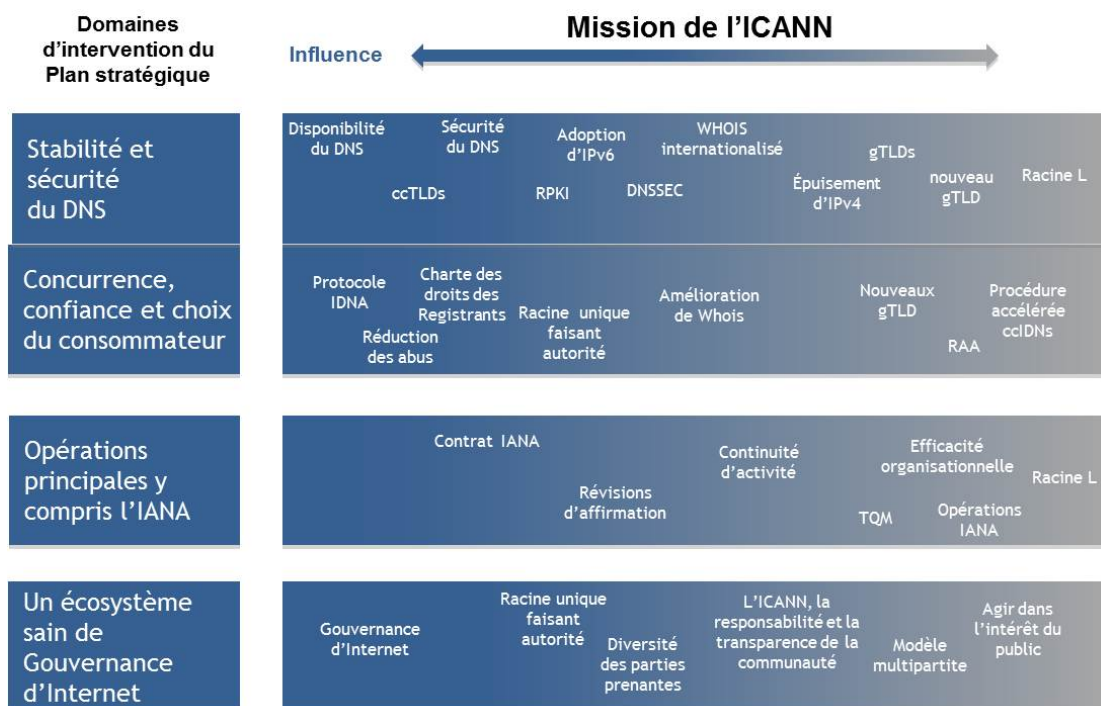 Domaines
d'intervention du
Plan stratégique
Mission de l'ICANN
Influence
Stabilité et
sécurité
du DNS
Disponibilité
du DNS
Sécurité
du DNS
Adoption
d'IPv6
WHOIS
internationalisé
gTLDs
ccTLDs
RPKI
DNSSEC
Épuisement
d'IPv4
nouveau
gTLD
Racine L
Concurrence,
confiance et choix
du consommateur
Protocole
IDNA
Charte des
droits des
Registrants
Réduction
des abus
Racine unique
faisant
autorité
Amélioration
de Whois
Nouveaux
gTLD
RAA
Procédure
accélérée
ccIDNs
Opérations
principales y
compris l'IANA
Contrat IANA
Révisions
d'affirmation
Continuité
d'activité
Efficacité
organisationnelle
TQM
Opérations
IANA
Racine L
Un écosystème
sain de
Gouvernance
d'Internet
Gouvernance
d'Internet
Racine unique
faisant
autorité
Diversité
des parties
prenantes
L'ICANN, la
responsabilité et la
transparence de la
communauté
Modèle
multipartite
Agir dans
l'intérêt du
public